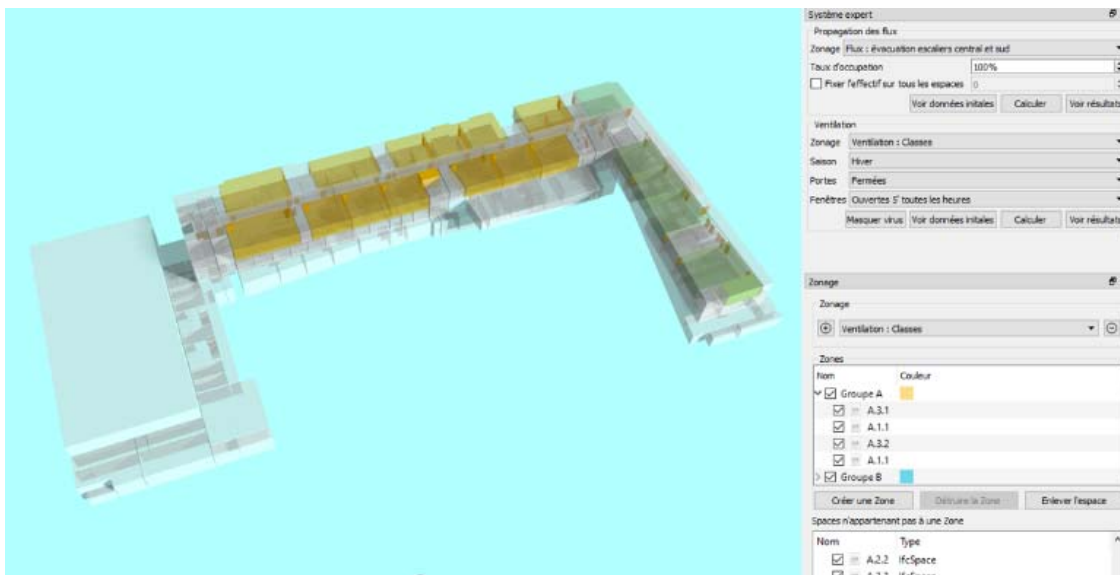 Système expert
Propagation des flux
Zonage Flux : évacuation escaliers central et sud
Taux d'occupation 100%
Fixer l'effectif sur tous les espaces 0
Voir données initales Calculer Voir résultats
Ventilation
Zonage Ventilation : Classes
Saison Hiver
Portes Fermées
Fenêtres Ouvertes 5' toutes les heures
Masquer virus Voir données initales Calculer Voir résultats
Zonage
Zonage
Ventilation : Classes
Zones
Nom Couleur
Groupe A
A.3.1
A.1.1
A.3.2
A.1.1
Groupe B
Créer une Zone Détruire la Zone Enlever l'espace
Spaces n'appartenant pas à une Zone
Nom Type
A.2.2 IfcSpace
IfcSpace